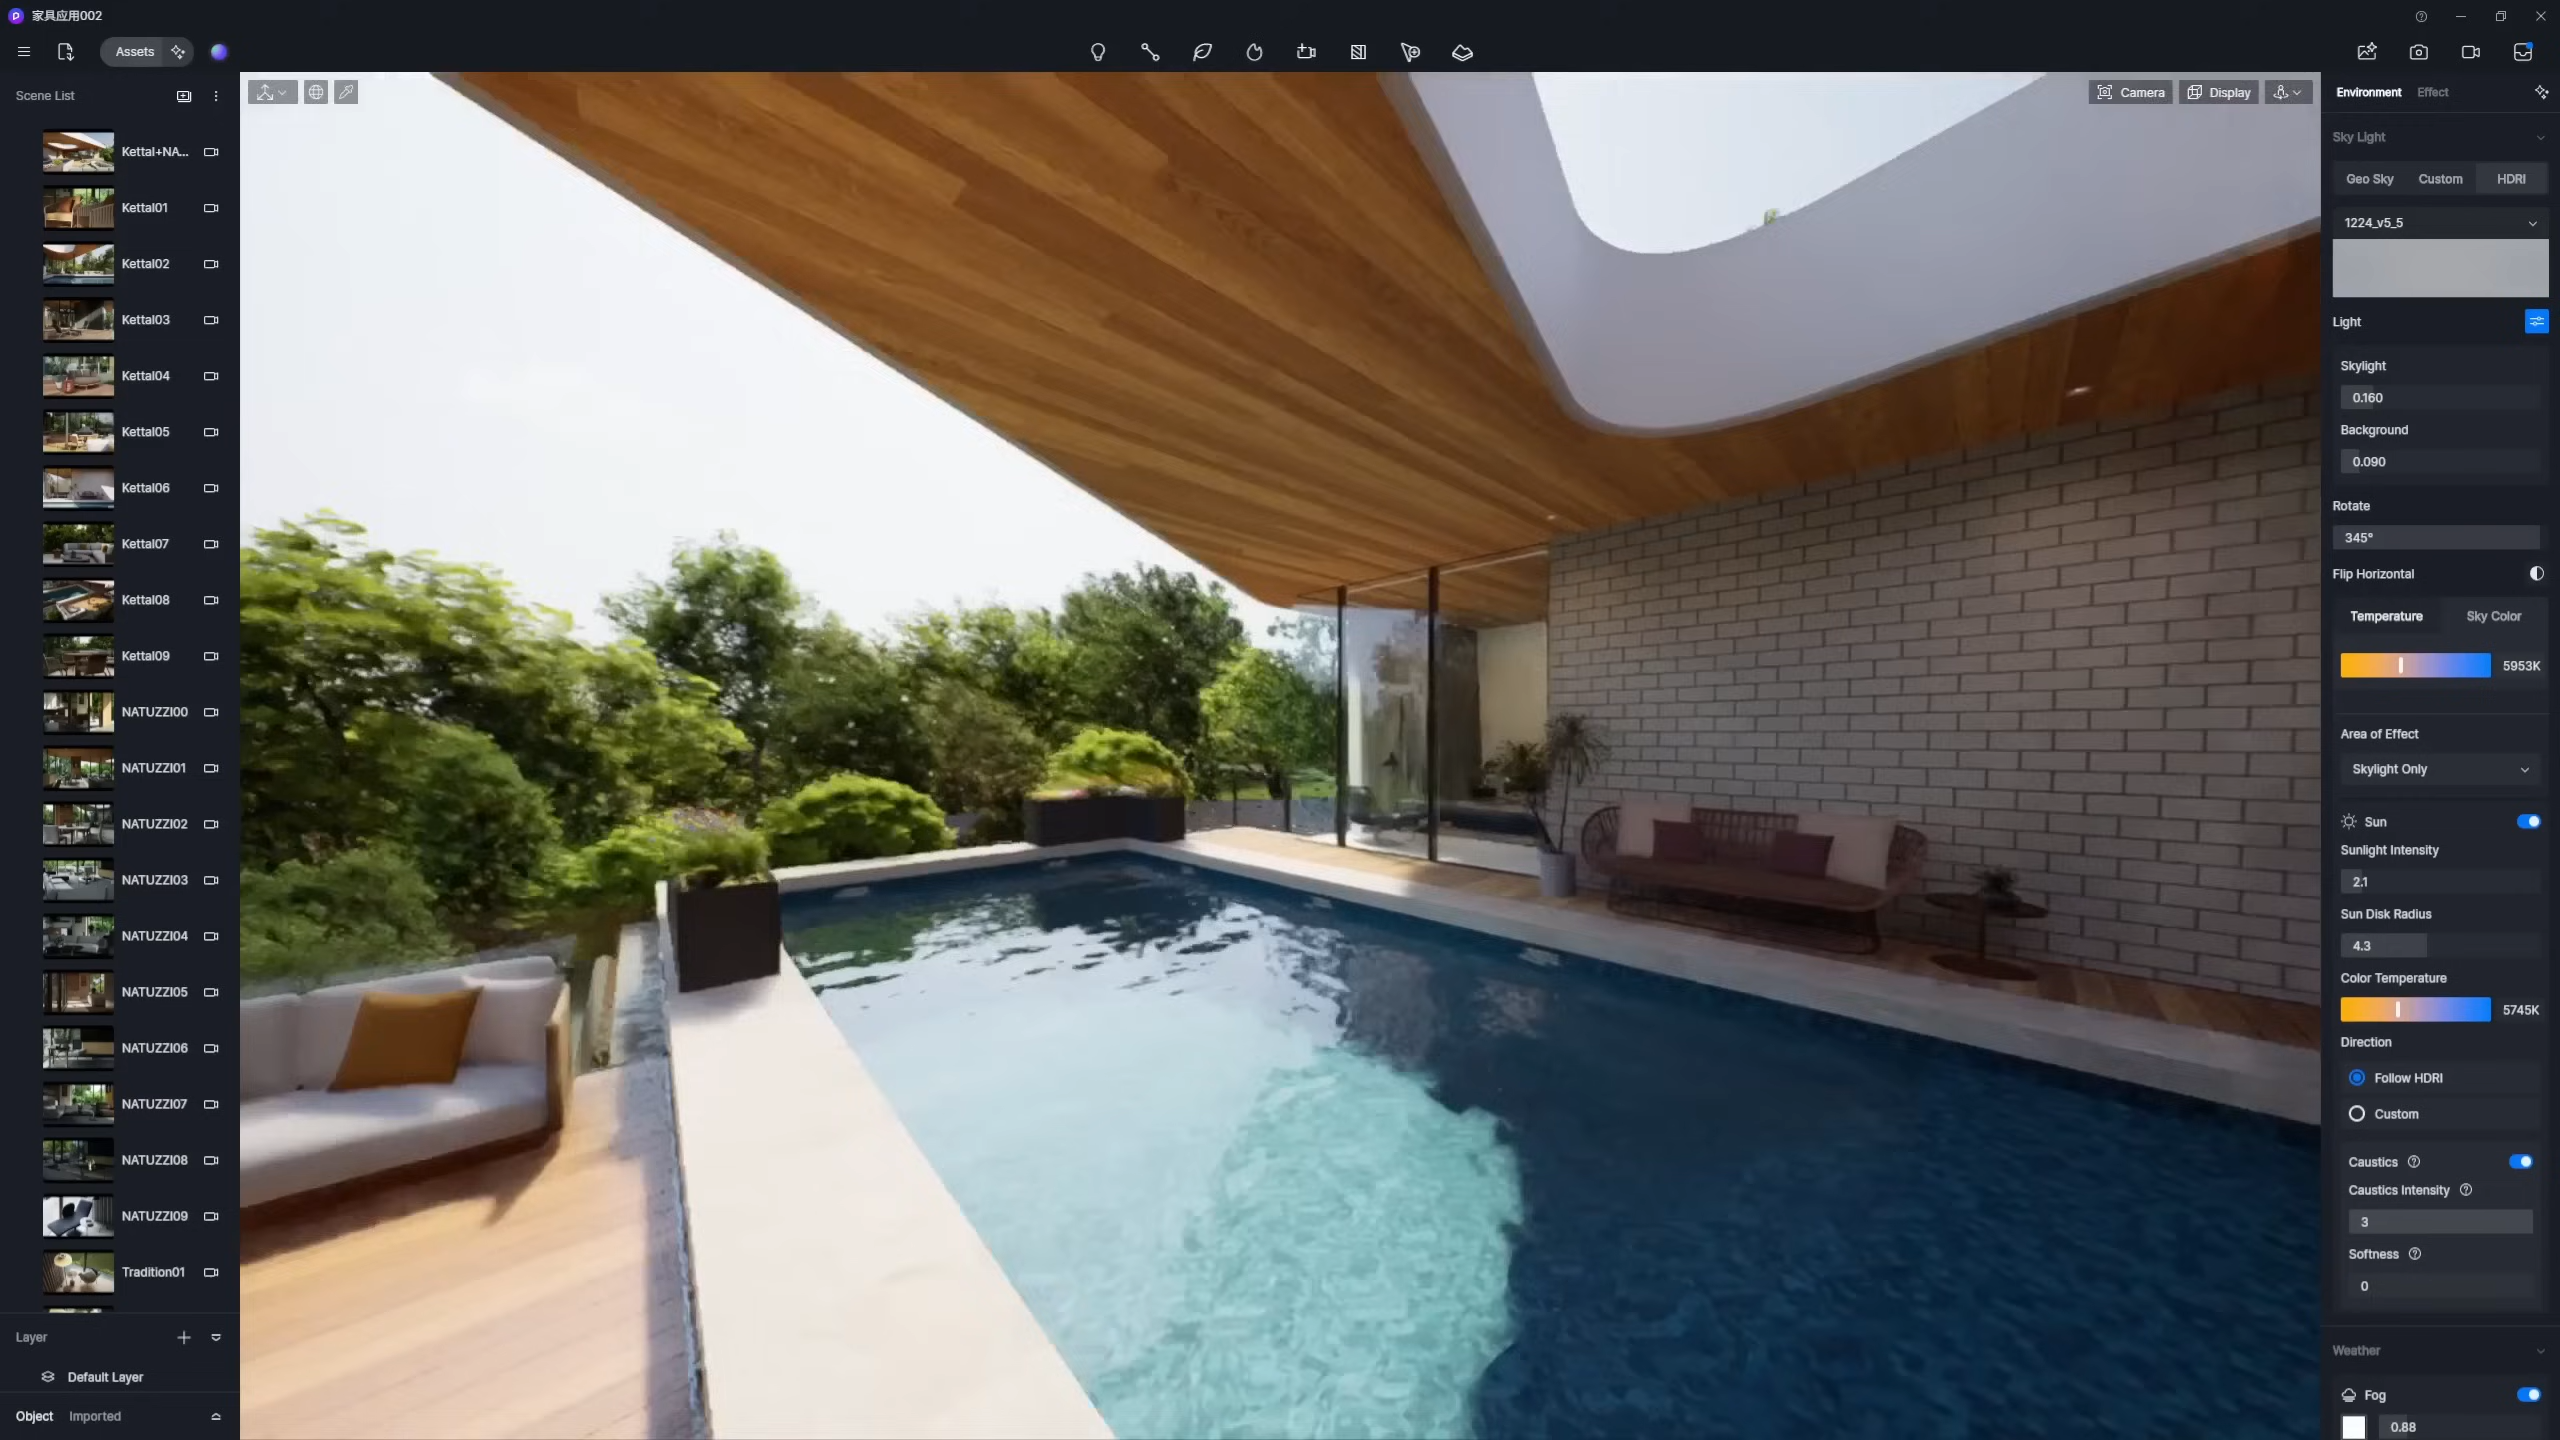 家具应用002
Assets
Scene List
Kettal+NA...
Kettal01
Kettal02
Kettal03
Kettal04
Kettal05
Kettal06
Kettal07
Kettal08
Kettal09
NATUZZI00
NATUZZI01
NATUZZI02
NATUZZI03
NATUZZI04
NATUZZI05
NATUZZI06
NATUZZI07
NATUZZI08
NATUZZI09
Tradition01
Layer
Default Layer
Object Imported
Camera Display
Environment Effect
Sky Light
Geo Sky Custom HDRI
1224_v5_5
Light
Skylight
0.160
Background
0.090
Rotate
345°
Flip Horizontal
Temperature Sky Color
5953K
Area of Effect
Skylight Only
Sun
Sunlight Intensity
2.1
Sun Disk Radius
4.3
Color Temperature
5745K
Direction
Follow HDRI
Custom
Caustics
Caustics Intensity
3
Softness
0
Weather
Fog
0.88